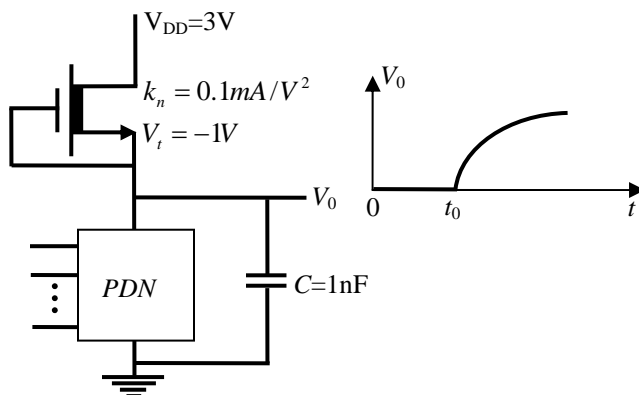 V_DD=3V
k_n = 0.1mA/V^2
V_t = −1V
V_0
PDN
C=1nF
V_0
0
t_0
t